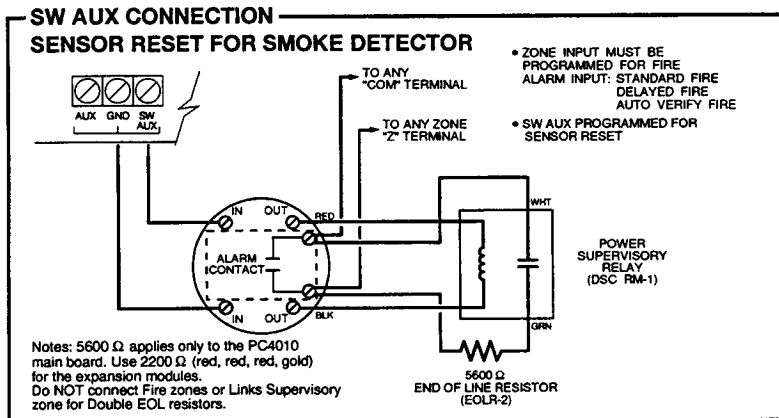 SW AUX CONNECTION
SENSOR RESET FOR SMOKE DETECTOR
• ZONE INPUT MUST BE
PROGRAMMED FOR FIRE
ALARM INPUT: STANDARD FIRE
DELAYED FIRE
AUTO VERIFY FIRE
• SW AUX PROGRAMMED FOR
SENSOR RESET
TO ANY
"COM" TERMINAL
TO ANY ZONE
"Z" TERMINAL
AUX GND SW
AUX
IN OUT RED
WHT
ALARM
CONTACT
POWER
SUPERVISORY
RELAY
(DSC RM-1)
IN OUT BLK
GRN
5600 Ω
END OF LINE RESISTOR
(EOLR-2)
Notes: 5600 Ω applies only to the PC4010
main board. Use 2200 Ω (red, red, red, gold)
for the expansion modules.
Do NOT connect Fire zones or Links Supervisory
zone for Double EOL resistors.